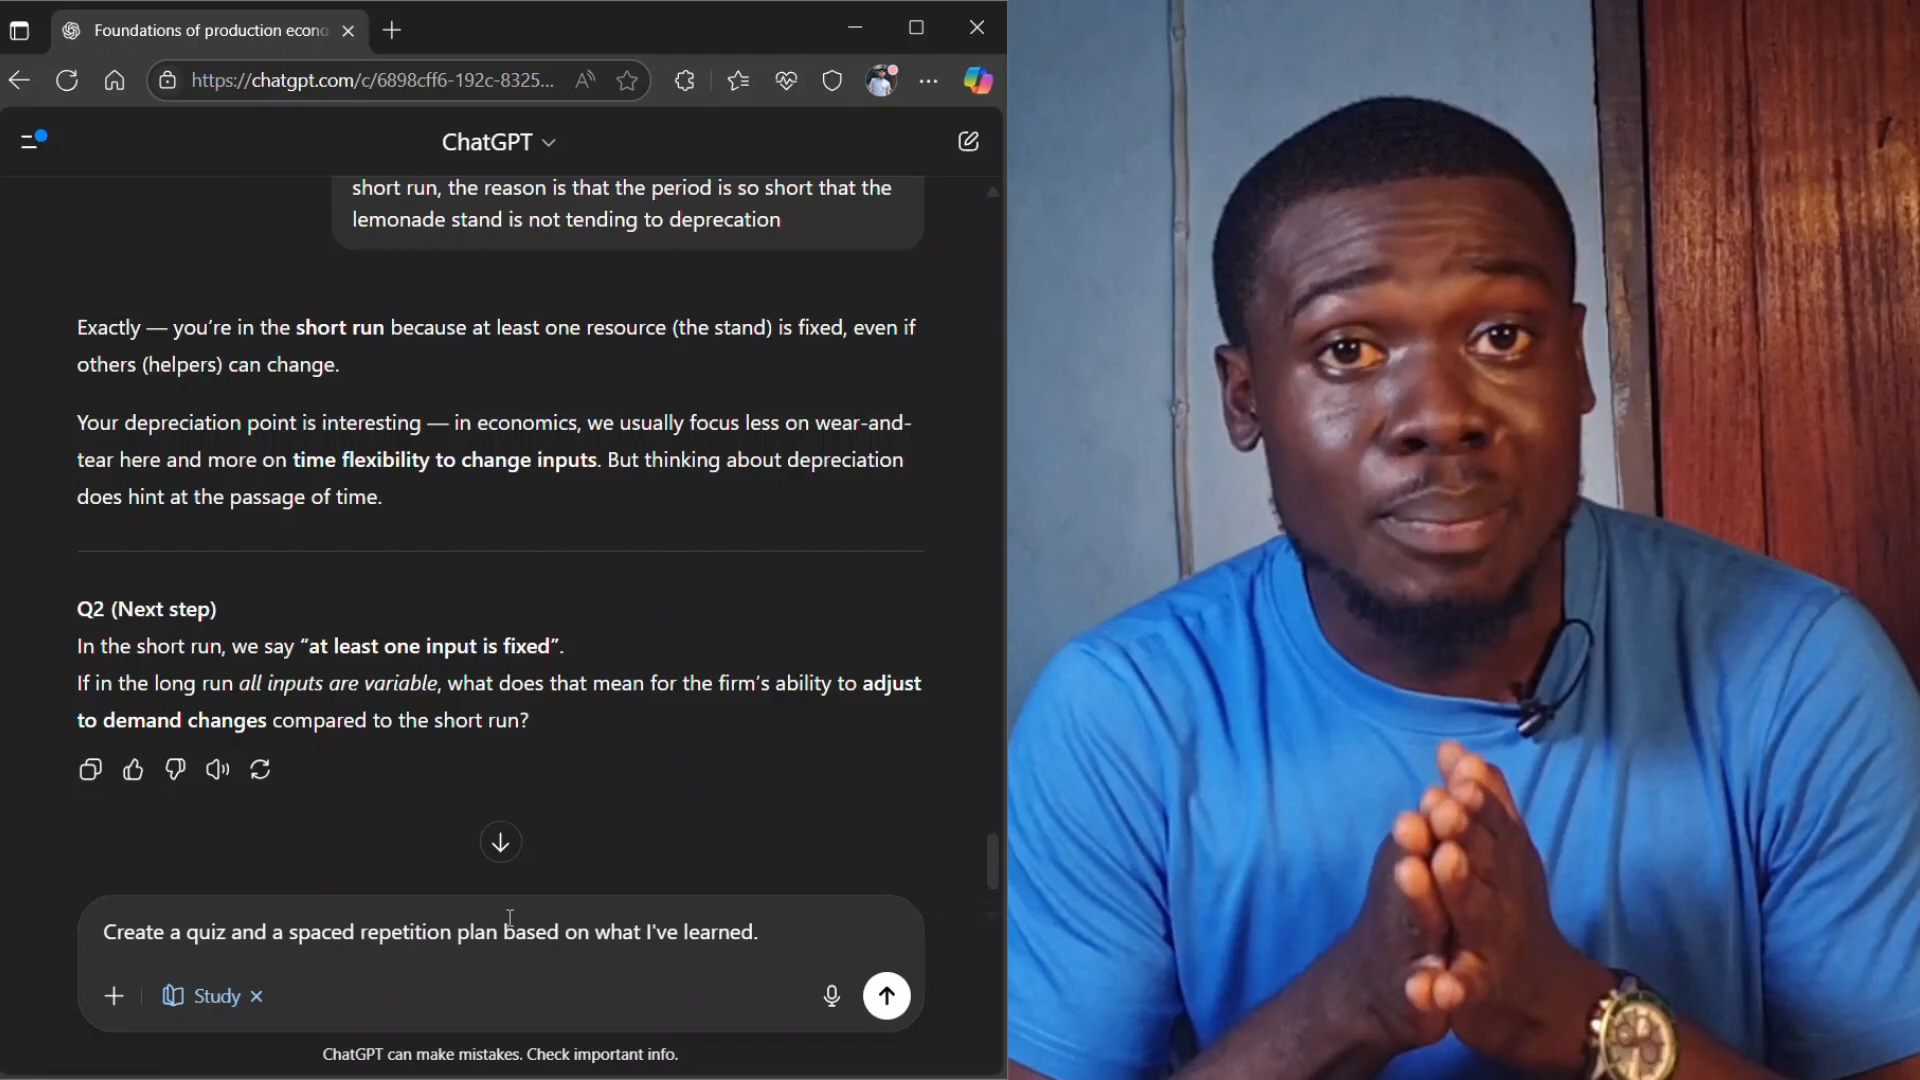 Foundations of production econo
https://chatgpt.com/c/6898cff6-192c-8325...
ChatGPT
short run, the reason is that the period is so short that the
lemonade stand is not tending to deprecation
Exactly — you’re in the short run because at least one resource (the stand) is fixed, even if
others (helpers) can change.
Your depreciation point is interesting — in economics, we usually focus less on wear-and-
tear here and more on time flexibility to change inputs. But thinking about depreciation
does hint at the passage of time.
Q2 (Next step)
In the short run, we say “at least one input is fixed”.
If in the long run all inputs are variable, what does that mean for the firm’s ability to adjust
to demand changes compared to the short run?
Create a quiz and a spaced repetition plan based on what I've learned.
Study
ChatGPT can make mistakes. Check important info.